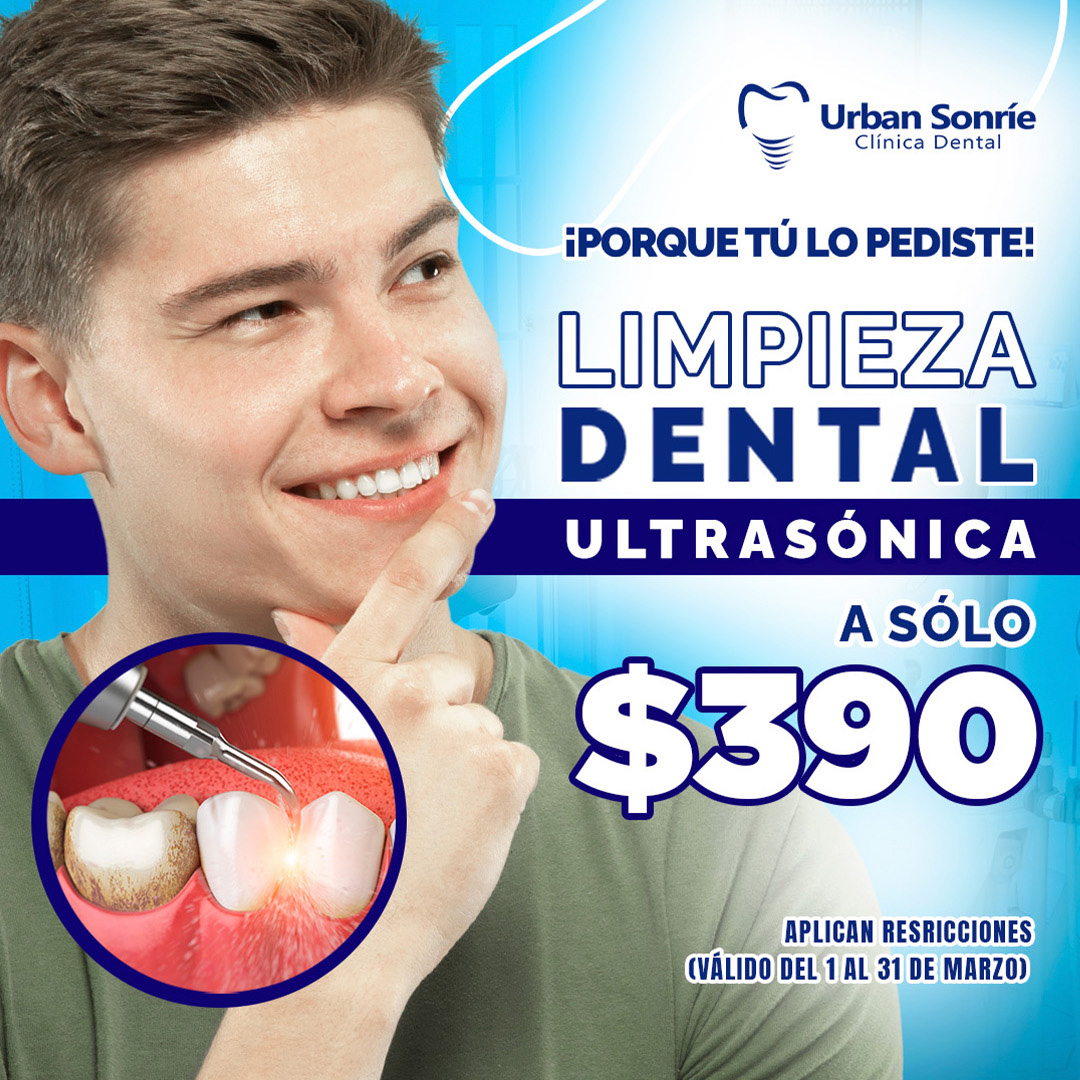 Urban Sonríe
Clínica Dental
¡PORQUE TÚ LO PEDISTE!
LIMPIEZA
DENTAL
ULTRASÓNICA
A SÓLO
$390
APLICAN RESRICCIONES
(VÁLIDO DEL 1 AL 31 DE MARZO)